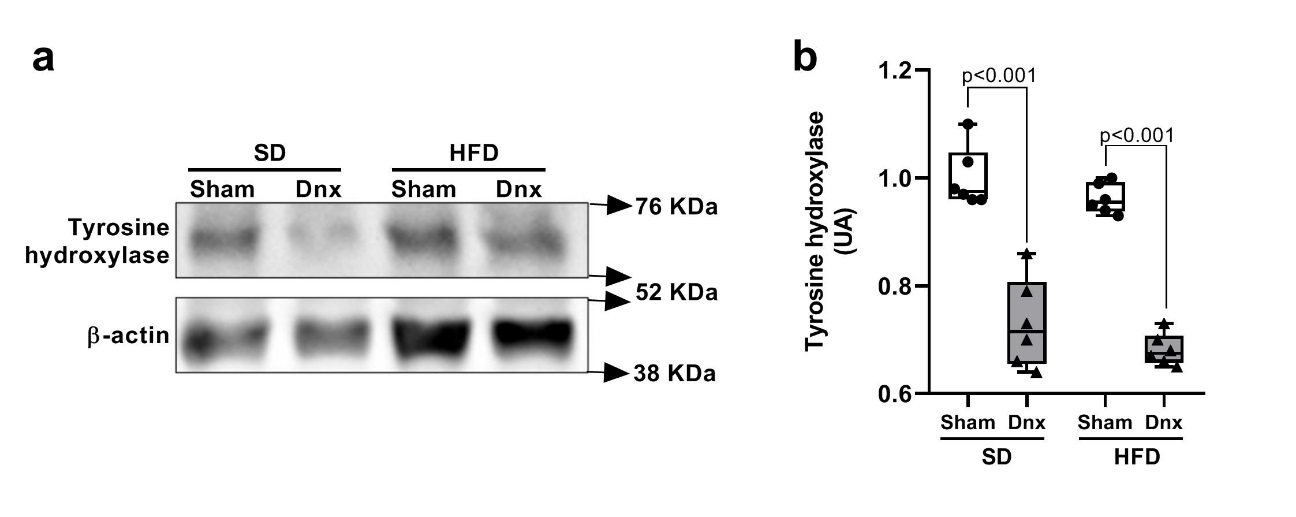 a
SD HFD
Sham Dnx Sham Dnx
Tyrosine
hydroxylase
76 KDa
52 KDa
β-actin
38 KDa
b
Tyrosine hydroxylase
(UA)
1.2
1.0
0.8
0.6
p<0.001
p<0.001
Sham Dnx Sham Dnx
SD HFD